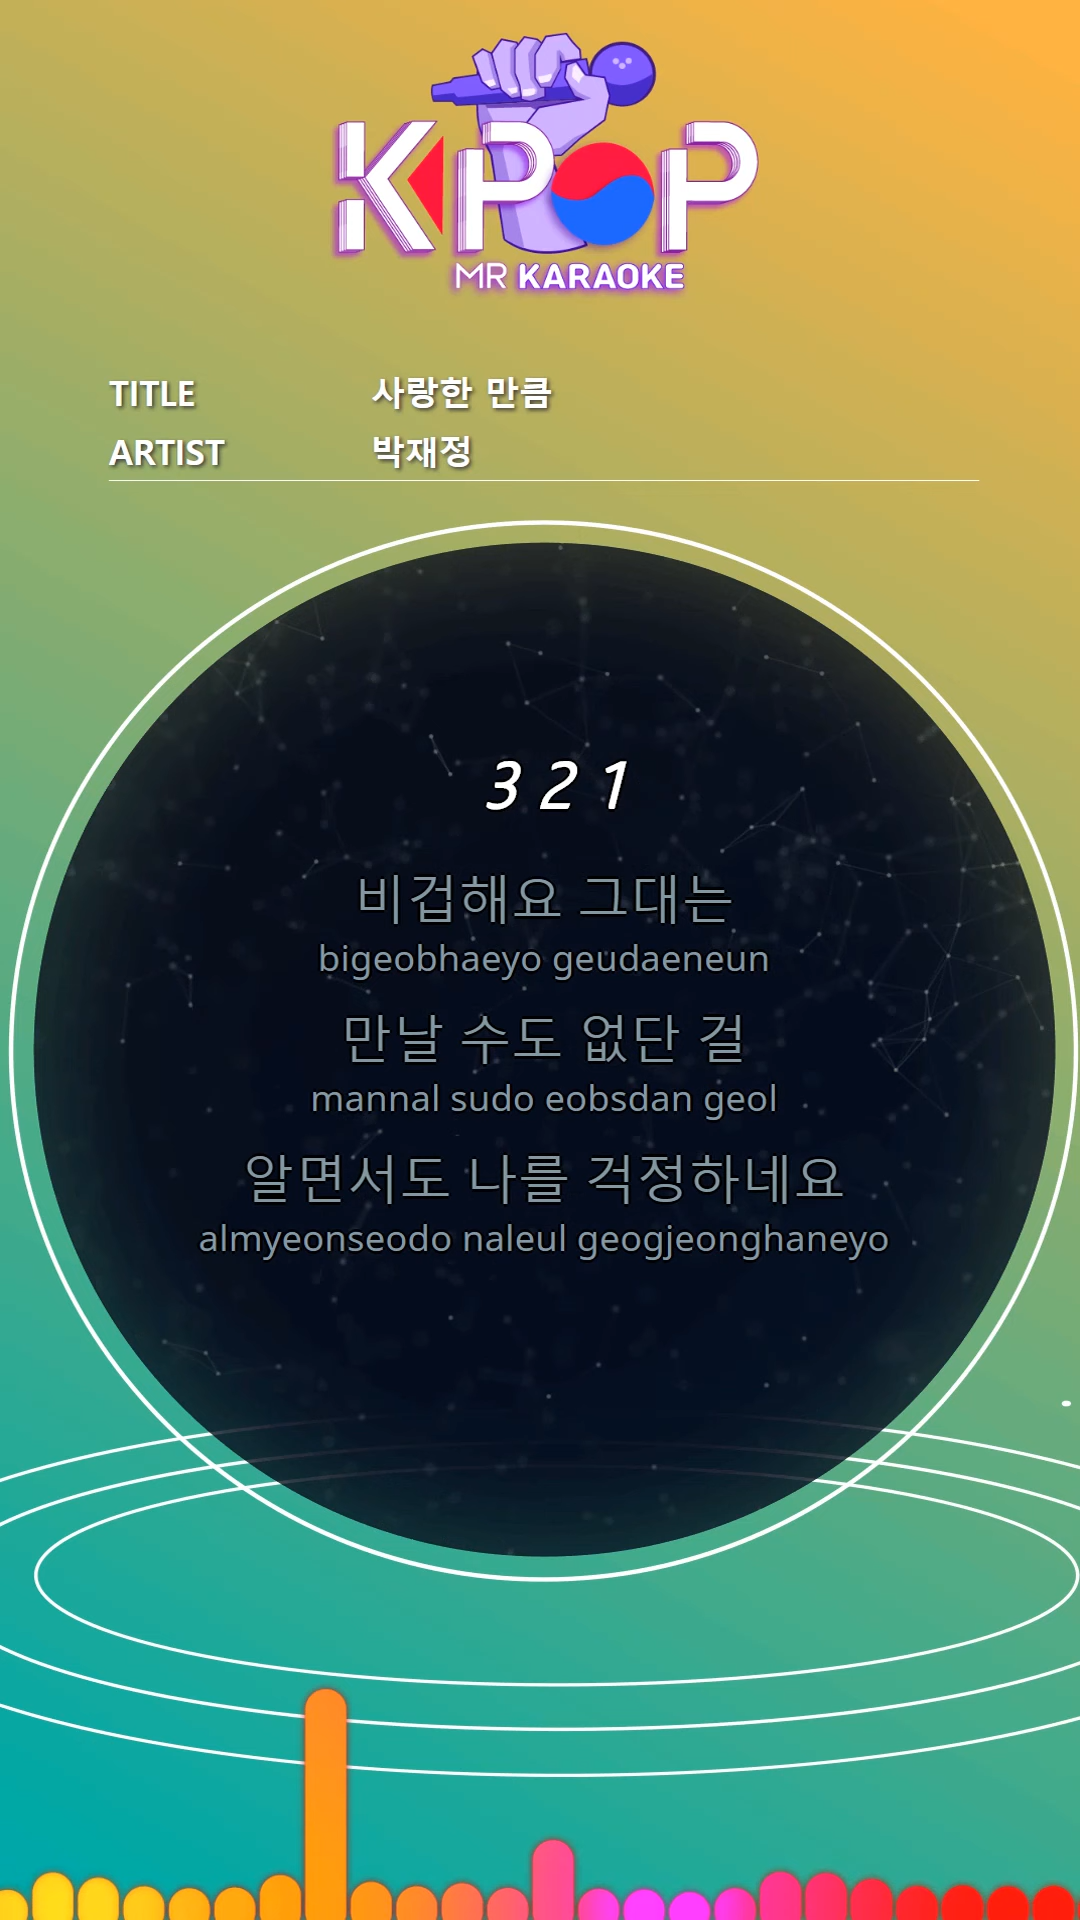 KPOP
MR KARAOKE
TITLE 사랑한 만큼
ARTIST 박재정
3 2 1
비겁해요 그대는
bigeobhaeyo geudaeneun
만날 수도 없단 걸
mannal sudo eobsdan geol
알면서도 나를 걱정하네요
almyeonseodo naleul geogjeonghaneyo